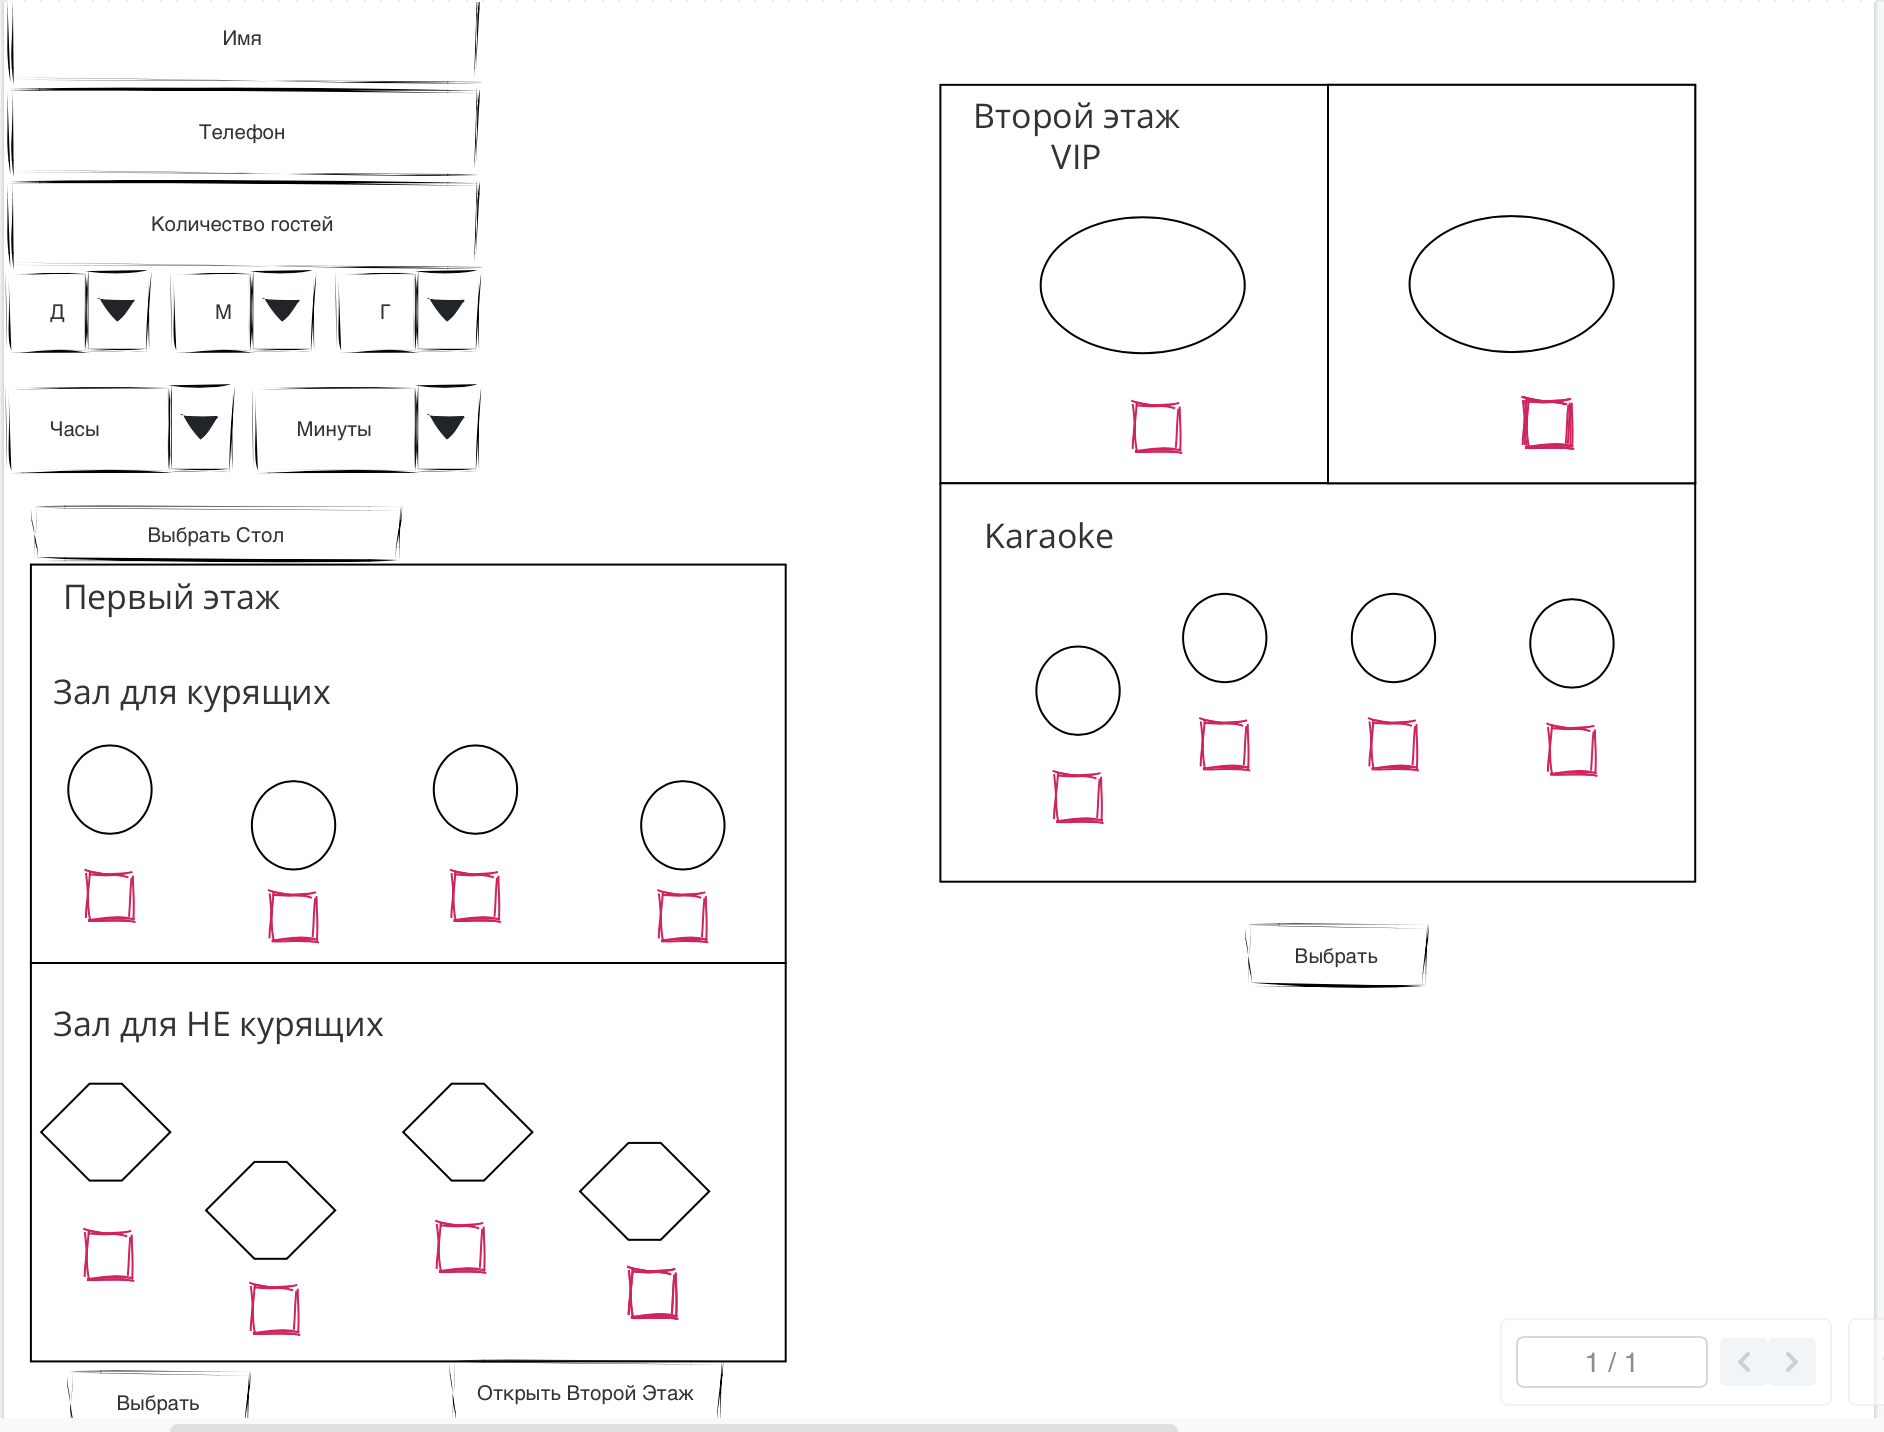 Имя
Телефон
Количество гостей
Д
М
Г
Часы
Минуты
Выбрать Стол
Первый этаж
Зал для курящих
Зал для НЕ курящих
Выбрать
Открыть Второй Этаж
Второй этаж
VIP
Karaoke
Выбрать
1 / 1